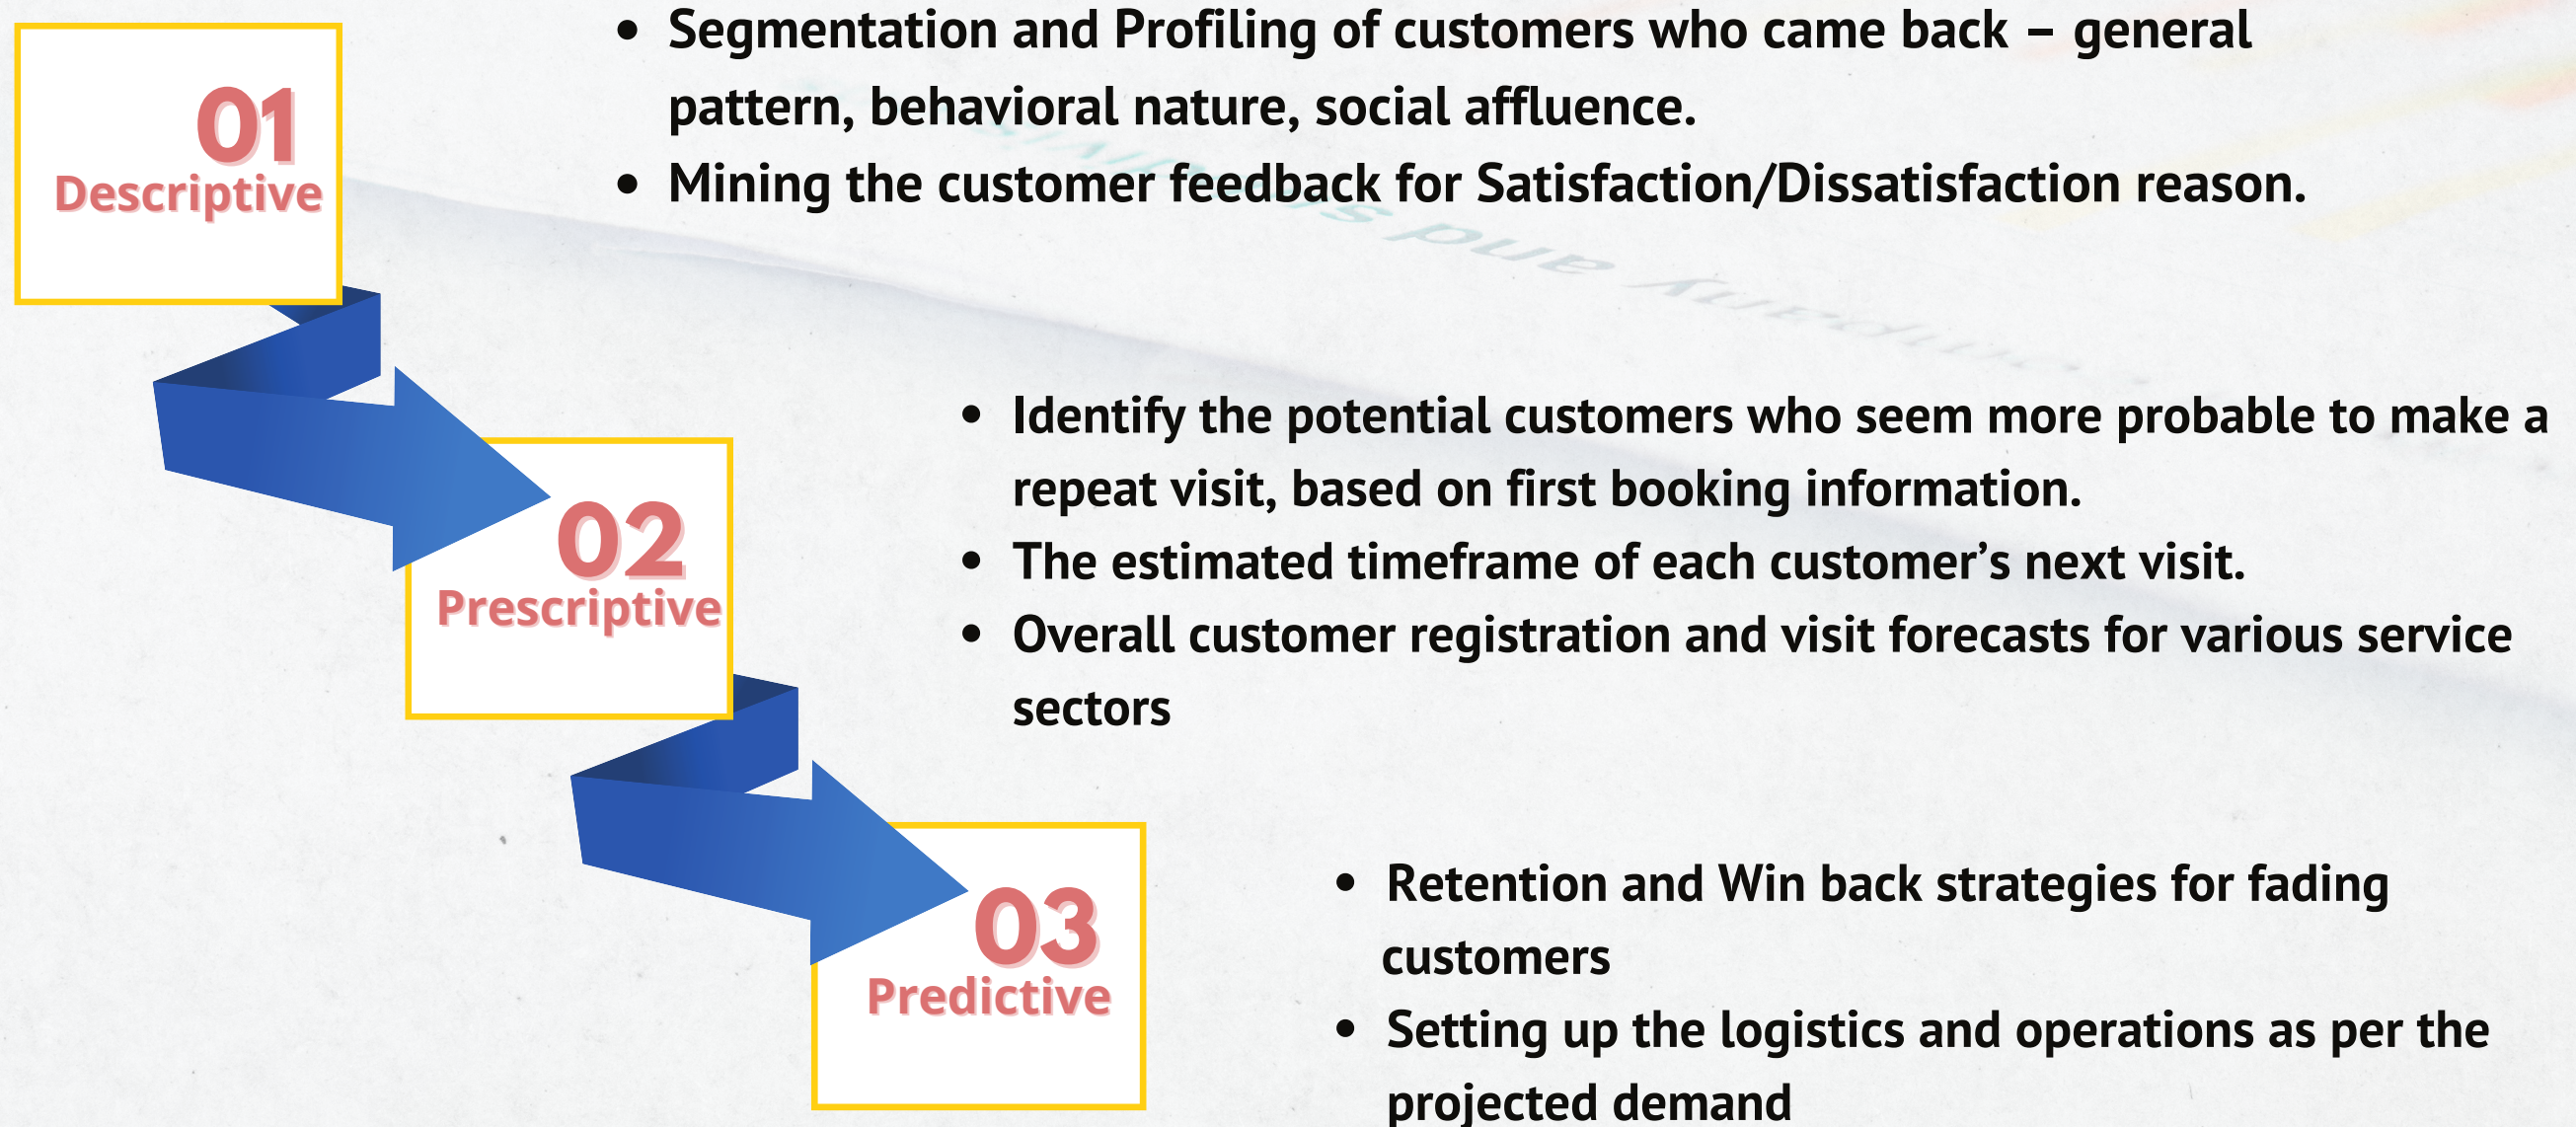 01
Descriptive
• Segmentation and Profiling of customers who came back – general
pattern, behavioral nature, social affluence.
• Mining the customer feedback for Satisfaction/Dissatisfaction reason.
and
02
Prescriptive
• Identify the potential customers who seem more probable to make a
repeat visit, based on first booking information.
• The estimated timeframe of each customer’s next visit.
• Overall customer registration and visit forecasts for various service
sectors
03
Predictive
• Retention and Win back strategies for fading
customers
• Setting up the logistics and operations as per the
projected demand